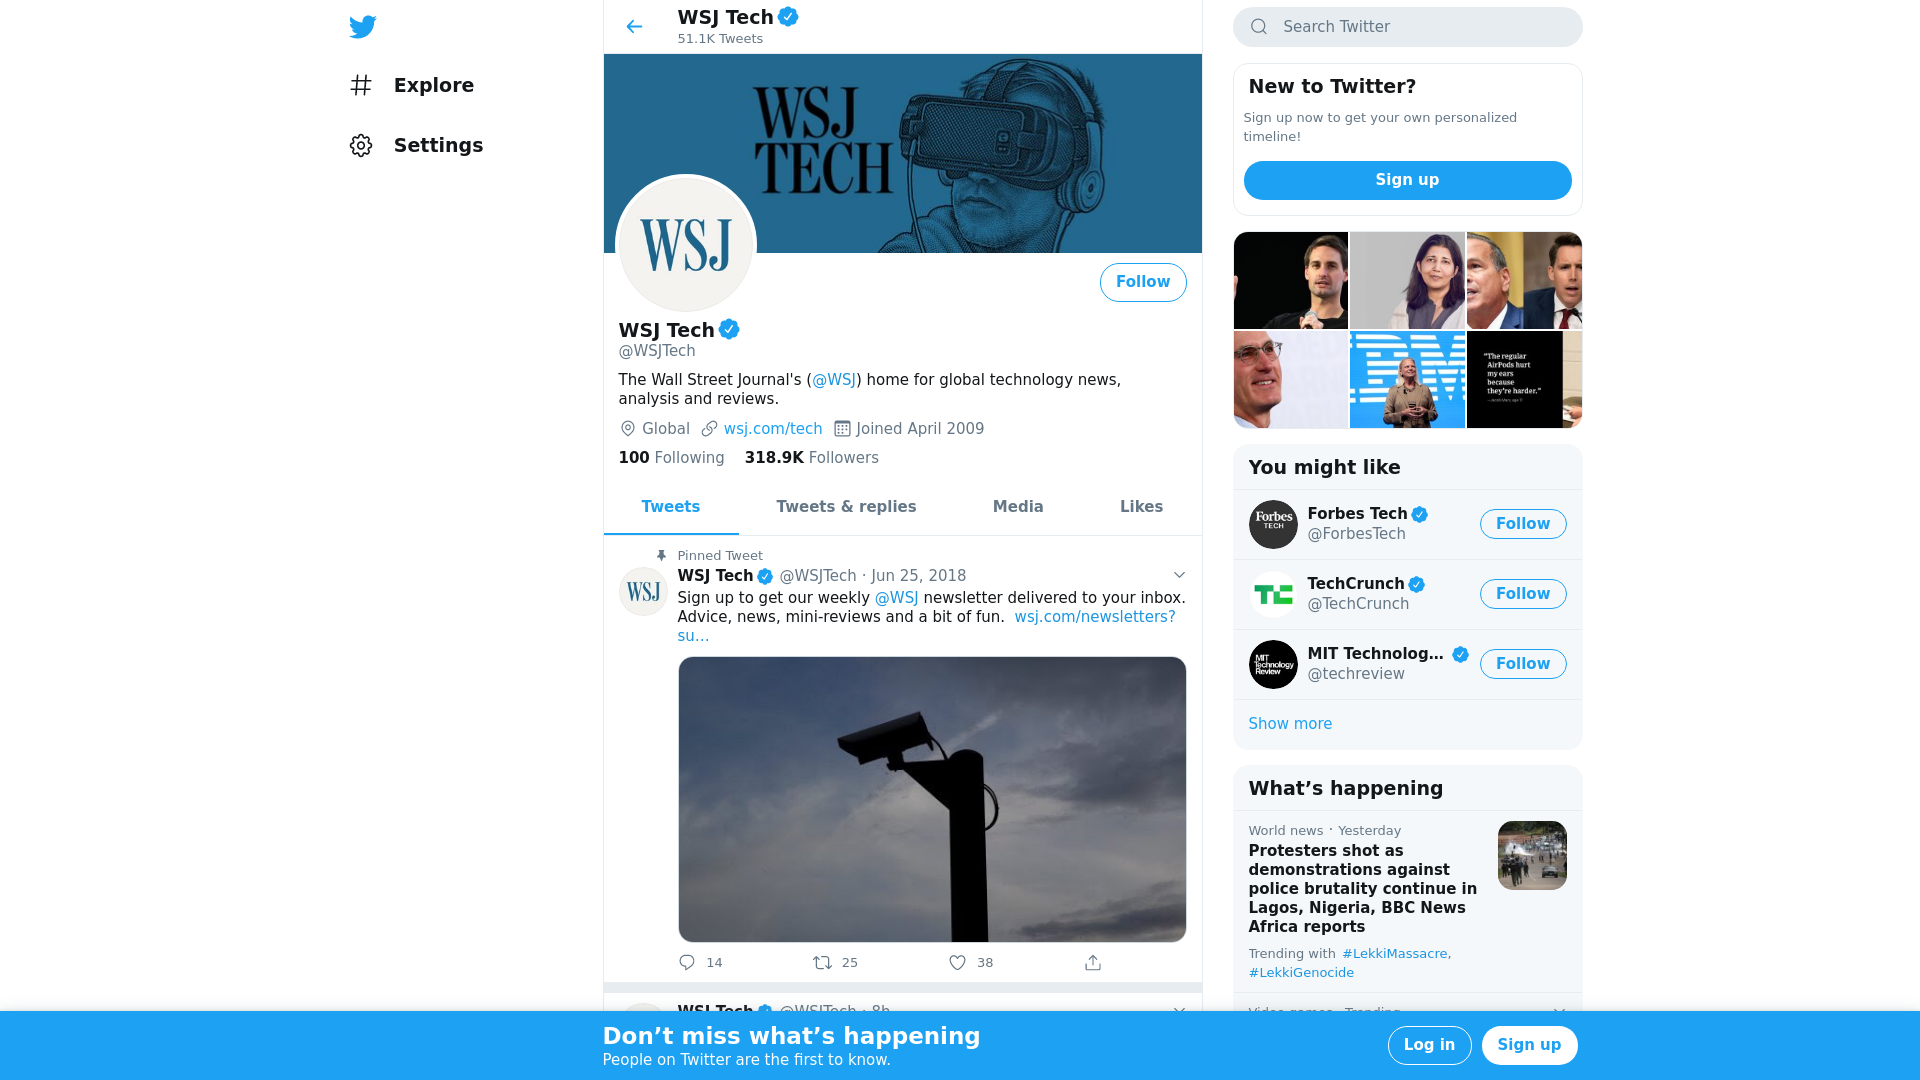 Explore
Settings
WSJ Tech
51.1K Tweets
WSJ
TECH
WSJ
Follow
WSJ Tech
@WSJTech
The Wall Street Journal's (@WSJ) home for global technology news,
analysis and reviews.
Global wsj.com/tech Joined April 2009
100 Following 318.9K Followers
Tweets Tweets & replies Media Likes
Pinned Tweet
WSJ
WSJ Tech @WSJTech · Jun 25, 2018
Sign up to get our weekly @WSJ newsletter delivered to your inbox.
Advice, news, mini-reviews and a bit of fun. wsj.com/newsletters?
su…
14 25 38
WSJ Tech @WSJTech · 8h
Search Twitter
New to Twitter?
Sign up now to get your own personalized
timeline!
Sign up
IBM
"The regular
AirPods hurt
my ears
because
they're harder."
You might like
Forbes
TECH
Forbes Tech
@ForbesTech
Follow
TC
TechCrunch
@TechCrunch
Follow
MIT
Technology
Review
MIT Technolog...
@techreview
Follow
Show more
What's happening
World news · Yesterday
Protesters shot as
demonstrations against
police brutality continue in
Lagos, Nigeria, BBC News
Africa reports
Trending with #LekkiMassacre,
#LekkiGenocide
Video games · Trending
Don't miss what's happening
People on Twitter are the first to know.
Log in
Sign up